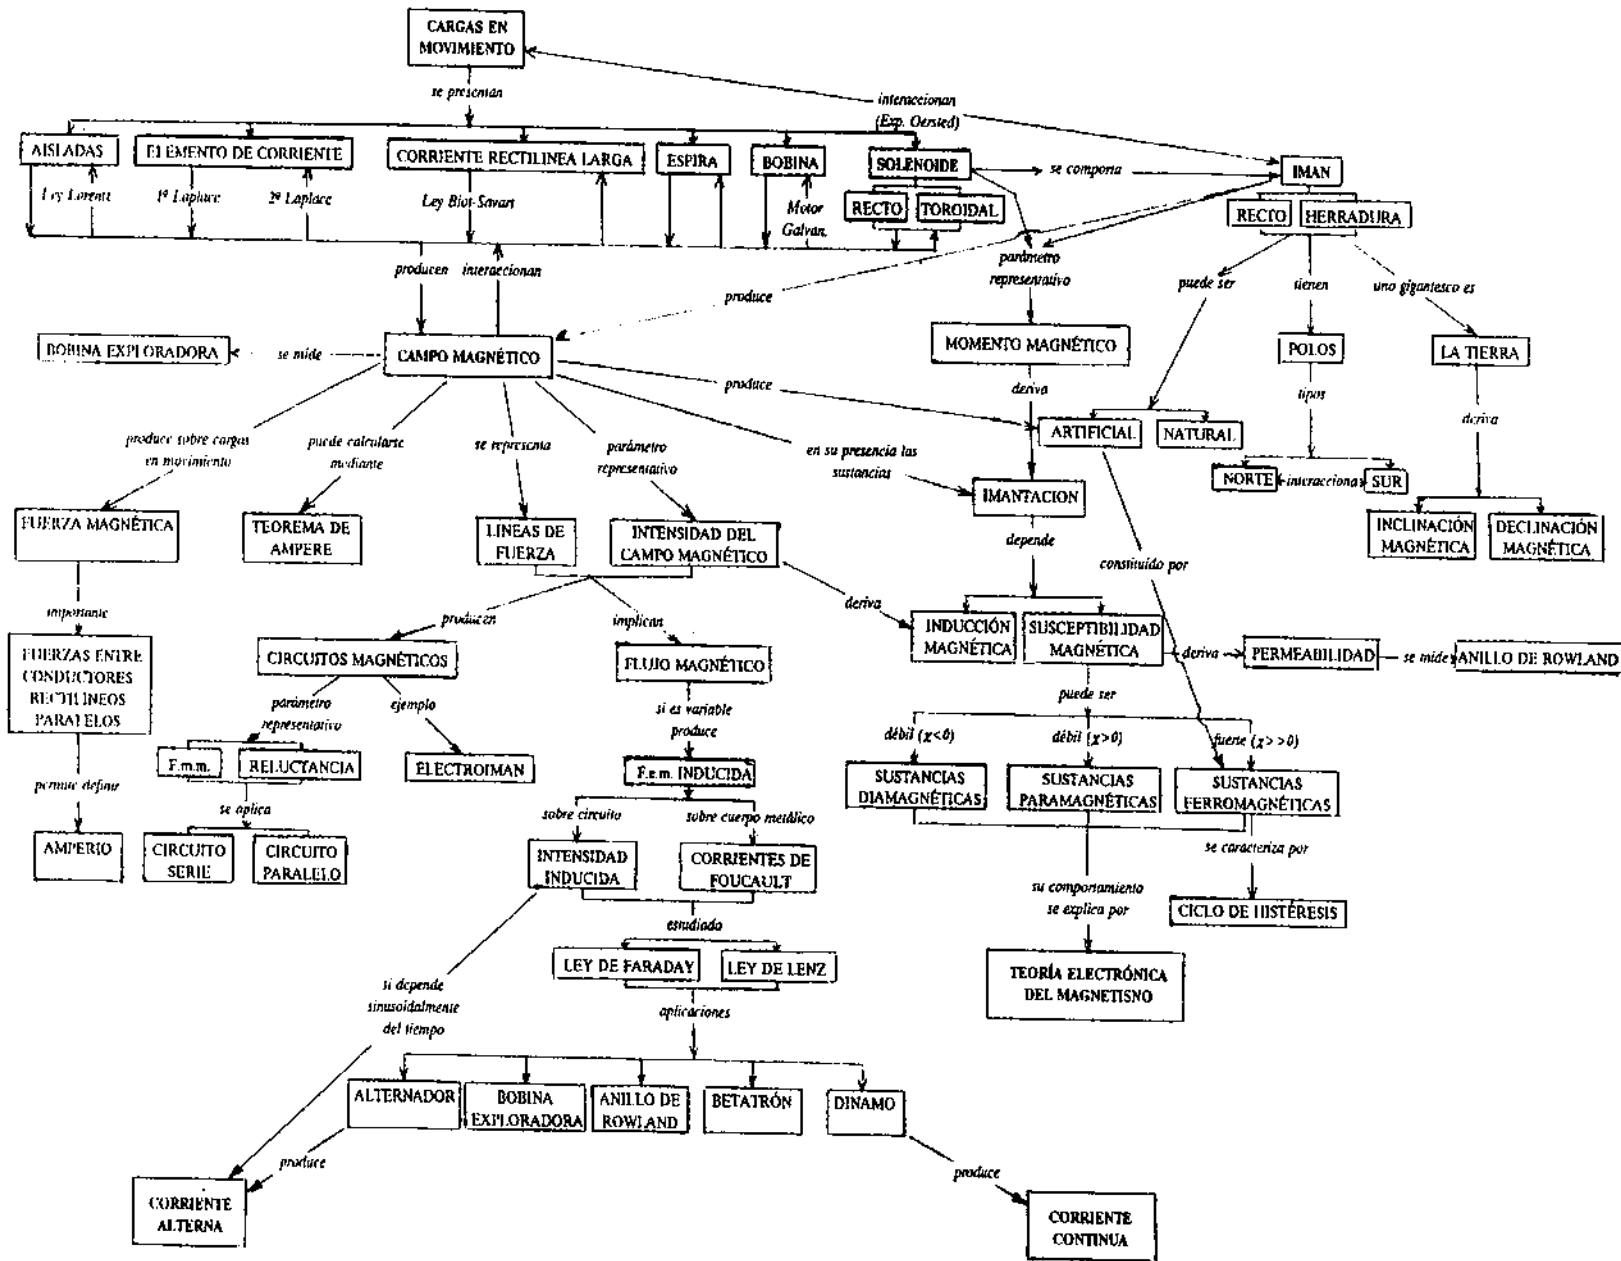 CARGAS EN
MOVIMIENTO
se presentan
interaccionan
(Exp. Oersted)
AISLADAS
ELEMENTO DE CORRIENTE
CORRIENTE RECTILINEA LARGA
ESPIRA
BOBINA
SOLENOIDE
se comporta
IMAN
Ley Lorentz
1ª Laplace
2ª Laplace
Ley Biot-Savart
Motor
Galvan.
RECTO
TOROIDAL
RECTO
HERRADURA
producen
interaccionan
parámetro
representativo
produce
puede ser
tienen
uno gigantesco es
BOBINA EXPLORADORA
se mide
CAMPO MAGNÉTICO
MOMENTO MAGNÉTICO
POLOS
LA TIERRA
produce
deriva
tipos
deriva
ARTIFICIAL
NATURAL
produce sobre cargas
en movimiento
puede calcularse
mediante
se representa
parámetro
representativo
en su presencia las
sustancias
NORTE
interacciona
SUR
IMANTACION
FUERZA MAGNÉTICA
TEOREMA DE
AMPERE
LINEAS DE
FUERZA
INTENSIDAD DEL
CAMPO MAGNÉTICO
depende
INCLINACIÓN
MAGNÉTICA
DECLINACIÓN
MAGNÉTICA
constituido por
importante
producen
implican
deriva
INDUCCIÓN
MAGNÉTICA
SUSCEPTIBILIDAD
MAGNÉTICA
deriva
PERMEABILIDAD
se mide
ANILLO DE ROWLAND
FUERZAS ENTRE
CONDUCTORES
RECTILINEOS
PARALELOS
CIRCUITOS MAGNÉTICOS
FLUJO MAGNÉTICO
parámetro
representativo
ejemplo
si es variable
produce
puede ser
débil (χ<0)
débil (χ>0)
fuerte (χ>>0)
F.m.m.
RELUCTANCIA
ELECTROIMAN
F.e.m. INDUCIDA
SUSTANCIAS
DIAMAGNÉTICAS
SUSTANCIAS
PARAMAGNÉTICAS
SUSTANCIAS
FERROMAGNÉTICAS
permite definir
se aplica
sobre circuito
sobre cuerpo metálico
AMPERIO
CIRCUITO
SERIE
CIRCUITO
PARALELO
INTENSIDAD
INDUCIDA
CORRIENTES DE
FOUCAULT
se caracteriza por
su comportamiento
se explica por
CICLO DE HISTÉRESIS
estudiada
LEY DE FARADAY
LEY DE LENZ
TEORÍA ELECTRÓNICA
DEL MAGNETISNO
si depende
sinusoidalmente
del tiempo
aplicaciones
ALTERNADOR
BOBINA
EXPLORADORA
ANILLO DE
ROWLAND
BETATRÓN
DINAMO
produce
produce
CORRIENTE
ALTERNA
CORRIENTE
CONTINUA